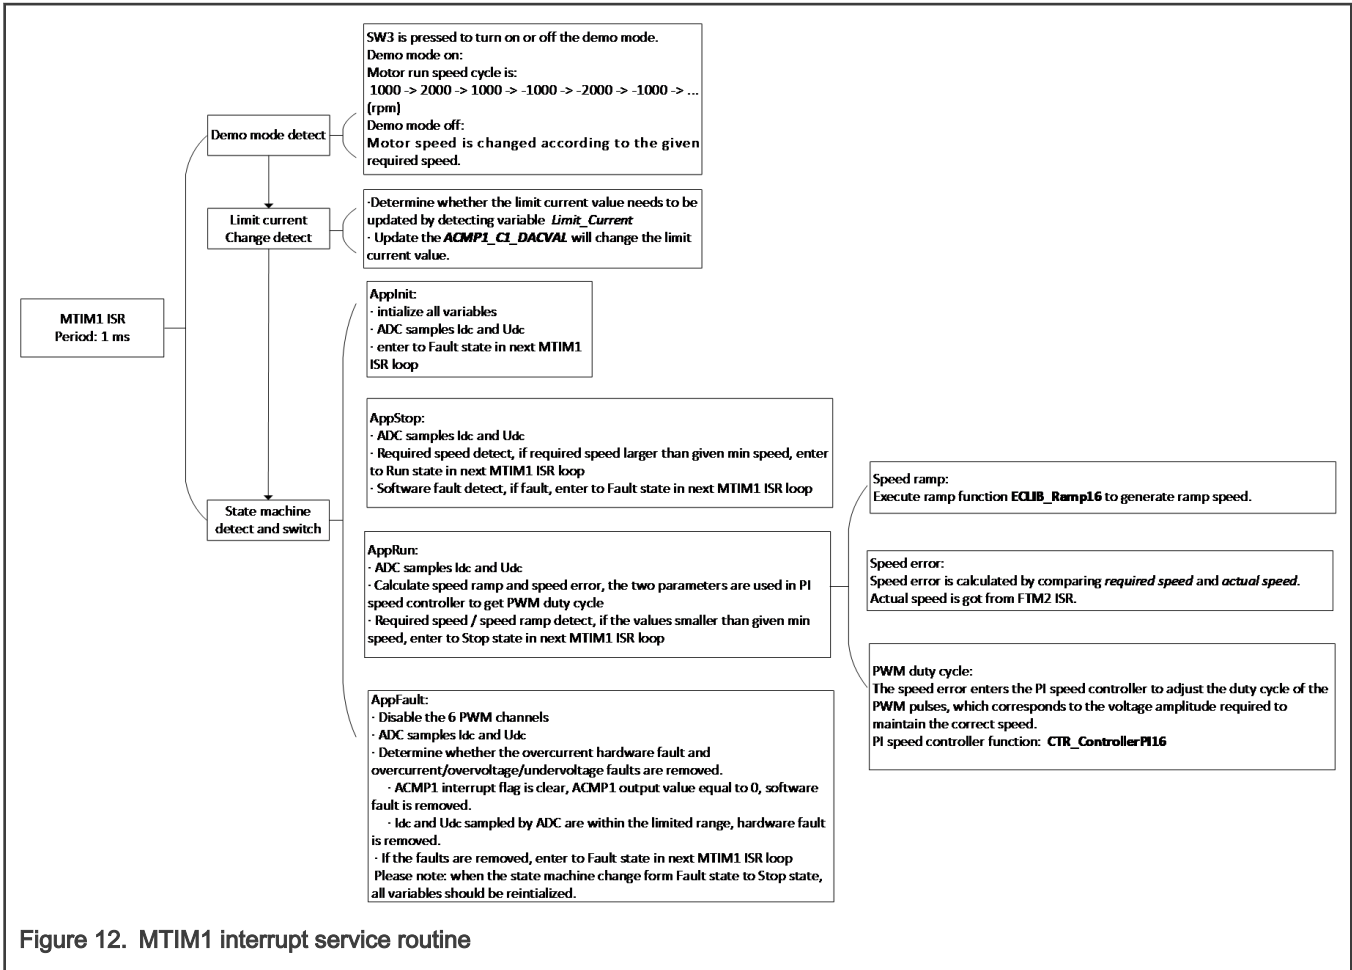 SW3 is pressed to turn on or off the demo mode.
Demo mode on:
Motor run speed cycle is:
1000 -> 2000 -> 1000 -> -1000 -> -2000 -> -1000 -> ...
(rpm)
Demo mode off:
Motor speed is changed according to the given
required speed.
Demo mode detect
·Determine whether the limit current value needs to be
updated by detecting variable Limit_Current
· Update the ACMP1_C1_DACVAL will change the limit
current value.
Limit current
Change detect
MTIM1 ISR
Period: 1 ms
AppInit:
· intialize all variables
· ADC samples Idc and Udc
· enter to Fault state in next MTIM1
ISR loop
AppStop:
· ADC samples Idc and Udc
· Required speed detect, if required speed larger than given min speed, enter
to Run state in next MTIM1 ISR loop
· Software fault detect, if fault, enter to Fault state in next MTIM1 ISR loop
State machine
detect and switch
AppRun:
· ADC samples Idc and Udc
· Calculate speed ramp and speed error, the two parameters are used in PI
speed controller to get PWM duty cycle
· Required speed / speed ramp detect, if the values smaller than given min
speed, enter to Stop state in next MTIM1 ISR loop
Speed ramp:
Execute ramp function ECLIB_Ramp16 to generate ramp speed.
Speed error:
Speed error is calculated by comparing required speed and actual speed.
Actual speed is got from FTM2 ISR.
PWM duty cycle:
The speed error enters the PI speed controller to adjust the duty cycle of the
PWM pulses, which corresponds to the voltage amplitude required to
maintain the correct speed.
PI speed controller function: CTR_ControllerPI16
AppFault:
· Disable the 6 PWM channels
· ADC samples Idc and Udc
· Determine whether the overcurrent hardware fault and
overcurrent/overvoltage/undervoltage faults are removed.
· ACMP1 interrupt flag is clear, ACMP1 output value equal to 0, software
fault is removed.
· Idc and Udc sampled by ADC are within the limited range, hardware fault
is removed.
· If the faults are removed, enter to Fault state in next MTIM1 ISR loop
Please note: when the state machine change form Fault state to Stop state,
all variables should be reintialized.
Figure 12. MTIM1 interrupt service routine